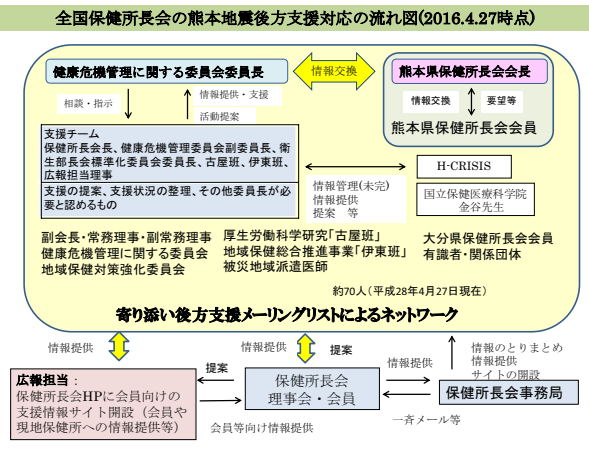 全国保健所長会の熊本地震後方支援対応の流れ図(2016.4.27時点)
健康危機管理に関する委員会委員長
情報交換
熊本県保健所長会会長
相談・指示
情報提供・支援
活動提案
情報交換
要望等
熊本県保健所長会会員
支援チーム
保健所長会長、健康危機管理委員会副委員長、衛
生部長会標準化委員会委員長、古屋班、伊東班、
広報担当理事
支援の提案、支援状況の整理、その他委員長が必
要と認めるもの
情報管理(未完)
情報提供
提案 等
H-CRISIS
国立保健医療科学院
金谷先生
副会長・常務理事・副常務理事
健康危機管理に関する委員会
地域保健対策強化委員会
厚生労働科学研究「古屋班」
地域保健総合推進事業「伊東班」
被災地域派遣医師
大分県保健所長会会員
有識者・関係団体
約70人(平成28年4月27日現在)
寄り添い後方支援メーリングリストによるネットワーク
情報提供
情報提供
提案
情報のとりまとめ
情報提供
サイトの開設
広報担当:
保健所長会HPに会員向けの
支援情報サイト開設(会員や
現地保健所への情報提供等)
提案
会員等向け情報提供
保健所長会
理事会・会員
情報提供
一斉メール等
保健所長会事務局